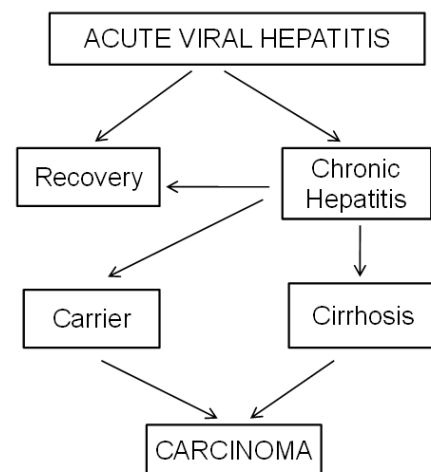 ACUTE VIRAL HEPATITIS
Recovery
Chronic
Hepatitis
Carrier
Cirrhosis
CARCINOMA